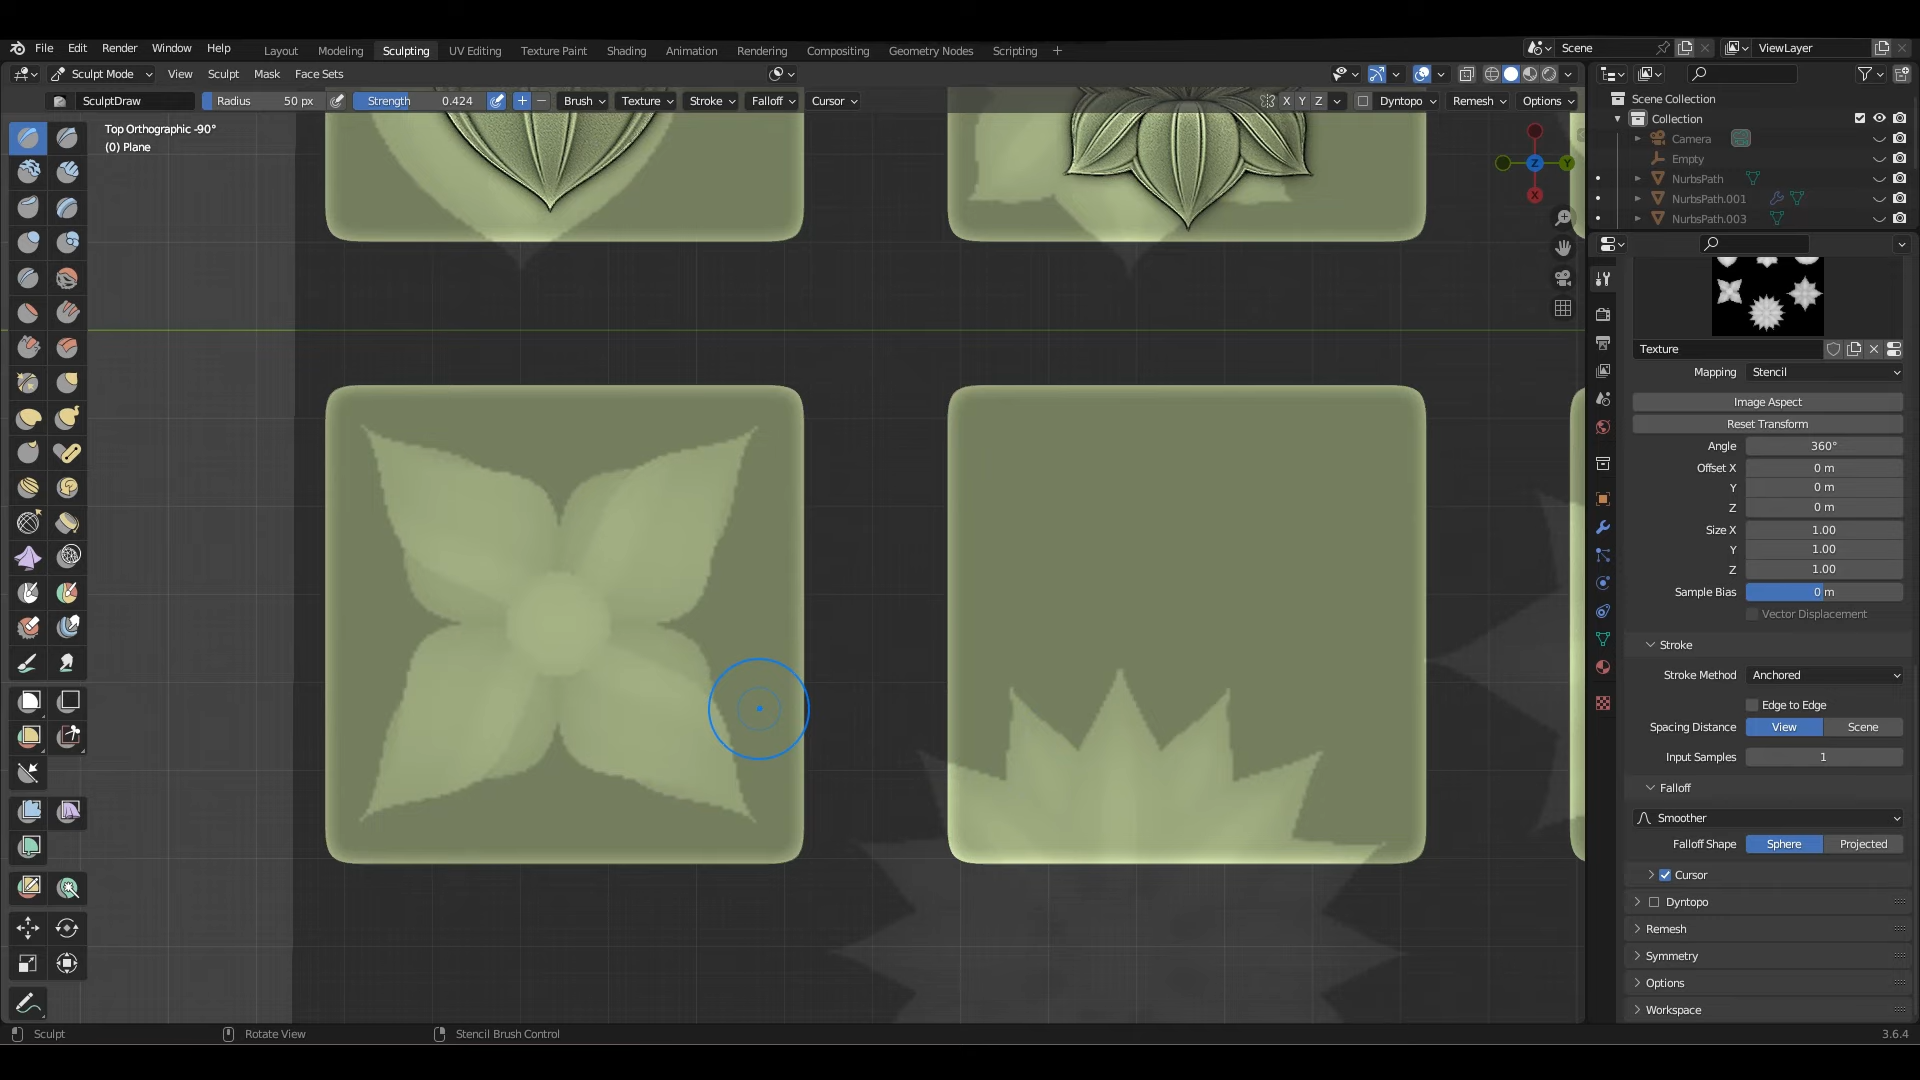 File Edit Render Window Help Layout Modeling Sculpting UV Editing Texture Paint Shading Animation Rendering Compositing Geometry Nodes Scripting + Scene ViewLayer
Sculpt Mode View Sculpt Mask Face Sets
SculptDraw Radius 50 px Strength 0.424 + − Brush Texture Stroke Falloff Cursor X Y Z Dyntopo Remesh Options
Top Orthographic -90°
(0) Plane
Z Y
X
Scene Collection
Collection
Camera
Empty
NurbsPath
NurbsPath.001
NurbsPath.003
Texture
Mapping Stencil
Image Aspect
Reset Transform
Angle 360°
Offset X 0 m
Y 0 m
Z 0 m
Size X 1.00
Y 1.00
Z 1.00
Sample Bias 0 m
Vector Displacement
Stroke
Stroke Method Anchored
Edge to Edge
Spacing Distance View Scene
Input Samples 1
Falloff
Smoother
Falloff Shape Sphere Projected
Cursor
Dyntopo
Remesh
Symmetry
Options
Workspace
Sculpt Rotate View Stencil Brush Control 3.6.4